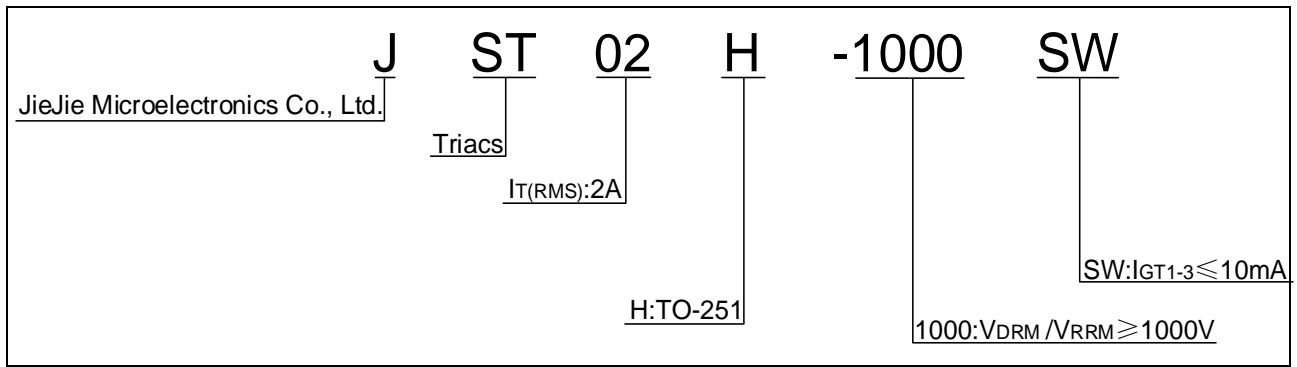 J ST 02 H -1000 SW
JieJie Microelectronics Co., Ltd.
Triacs
IT(RMS):2A
SW:IGT1-3≤10mA
H:TO-251
1000:VDRM /VRRM≥1000V